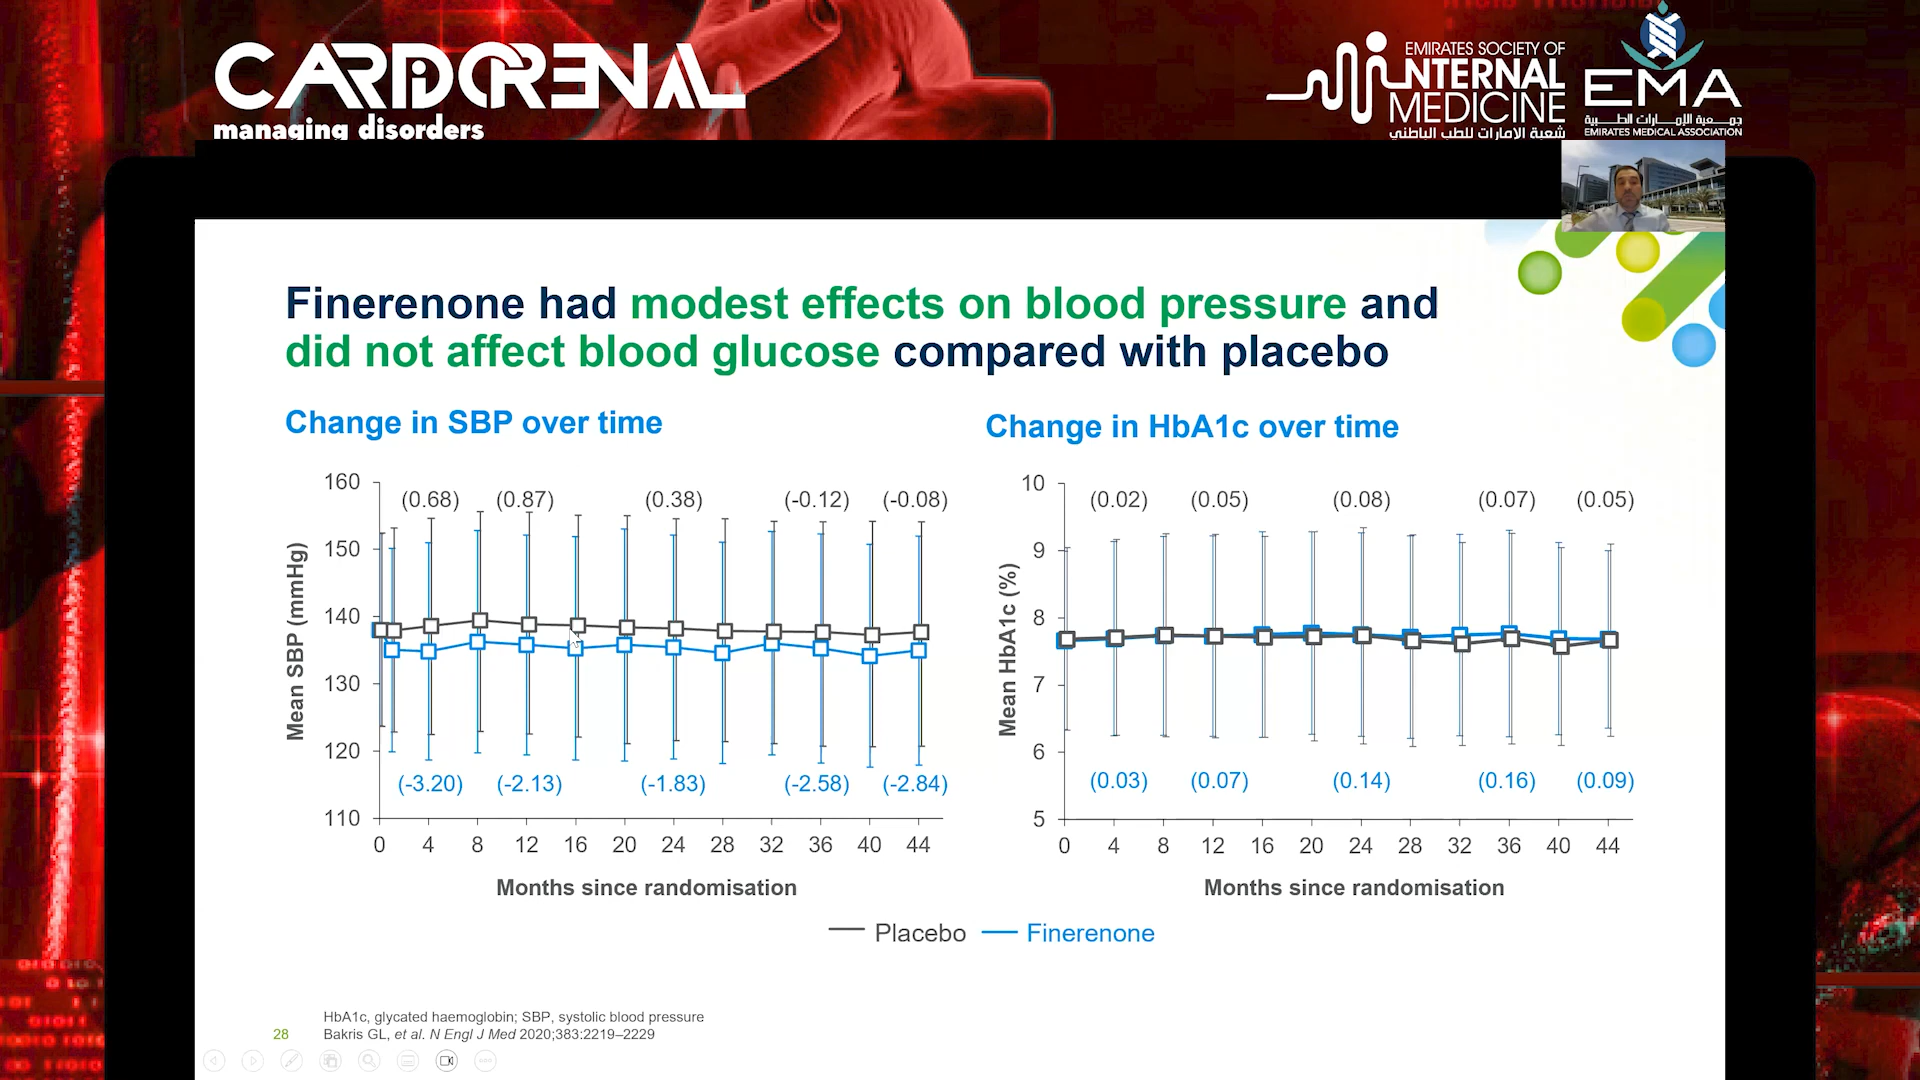 CARDIORENAL
managing disorders
EMIRATES SOCIETY OF
INTERNAL
MEDICINE
شعبة الامارات للطب الباطني
EMA
جمعية الإمارات الطبية
EMIRATES MEDICAL ASSOCIATION
Finerenone had modest effects on blood pressure and
did not affect blood glucose compared with placebo
Change in SBP over time
Mean SBP (mmHg)
160
150
140
130
120
110
(0.68) (0.87) (0.38) (-0.12) (-0.08)
(-3.20) (-2.13) (-1.83) (-2.58) (-2.84)
0 4 8 12 16 20 24 28 32 36 40 44
Months since randomisation
Change in HbA1c over time
Mean HbA1c (%)
10
9
8
7
6
5
(0.02) (0.05) (0.08) (0.07) (0.05)
(0.03) (0.07) (0.14) (0.16) (0.09)
0 4 8 12 16 20 24 28 32 36 40 44
Months since randomisation
Placebo Finerenone
HbA1c, glycated haemoglobin; SBP, systolic blood pressure
28 Bakris GL, et al. N Engl J Med 2020;383:2219–2229